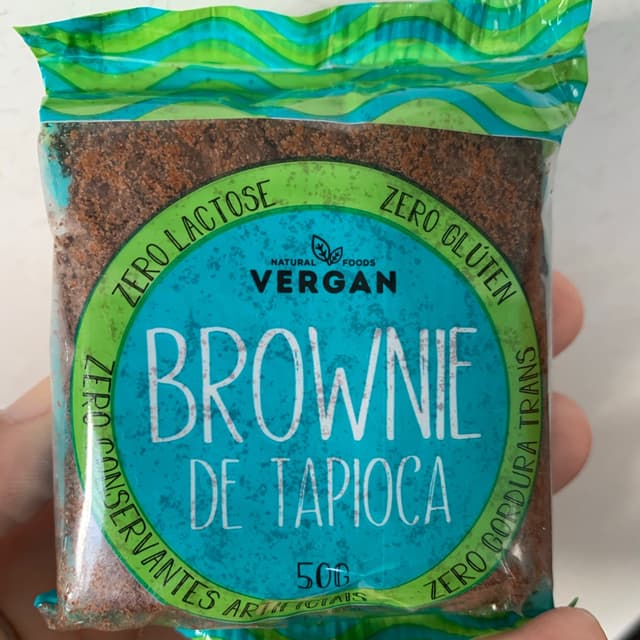 ZERO LACTOSE
ZERO GLÚTEN
NATURAL FOODS
VERGAN
BROWNIE
DE TAPIOCA
50G
ZERO CONSERVANTES ARTIFICIAIS
ZERO GORDURA TRANS